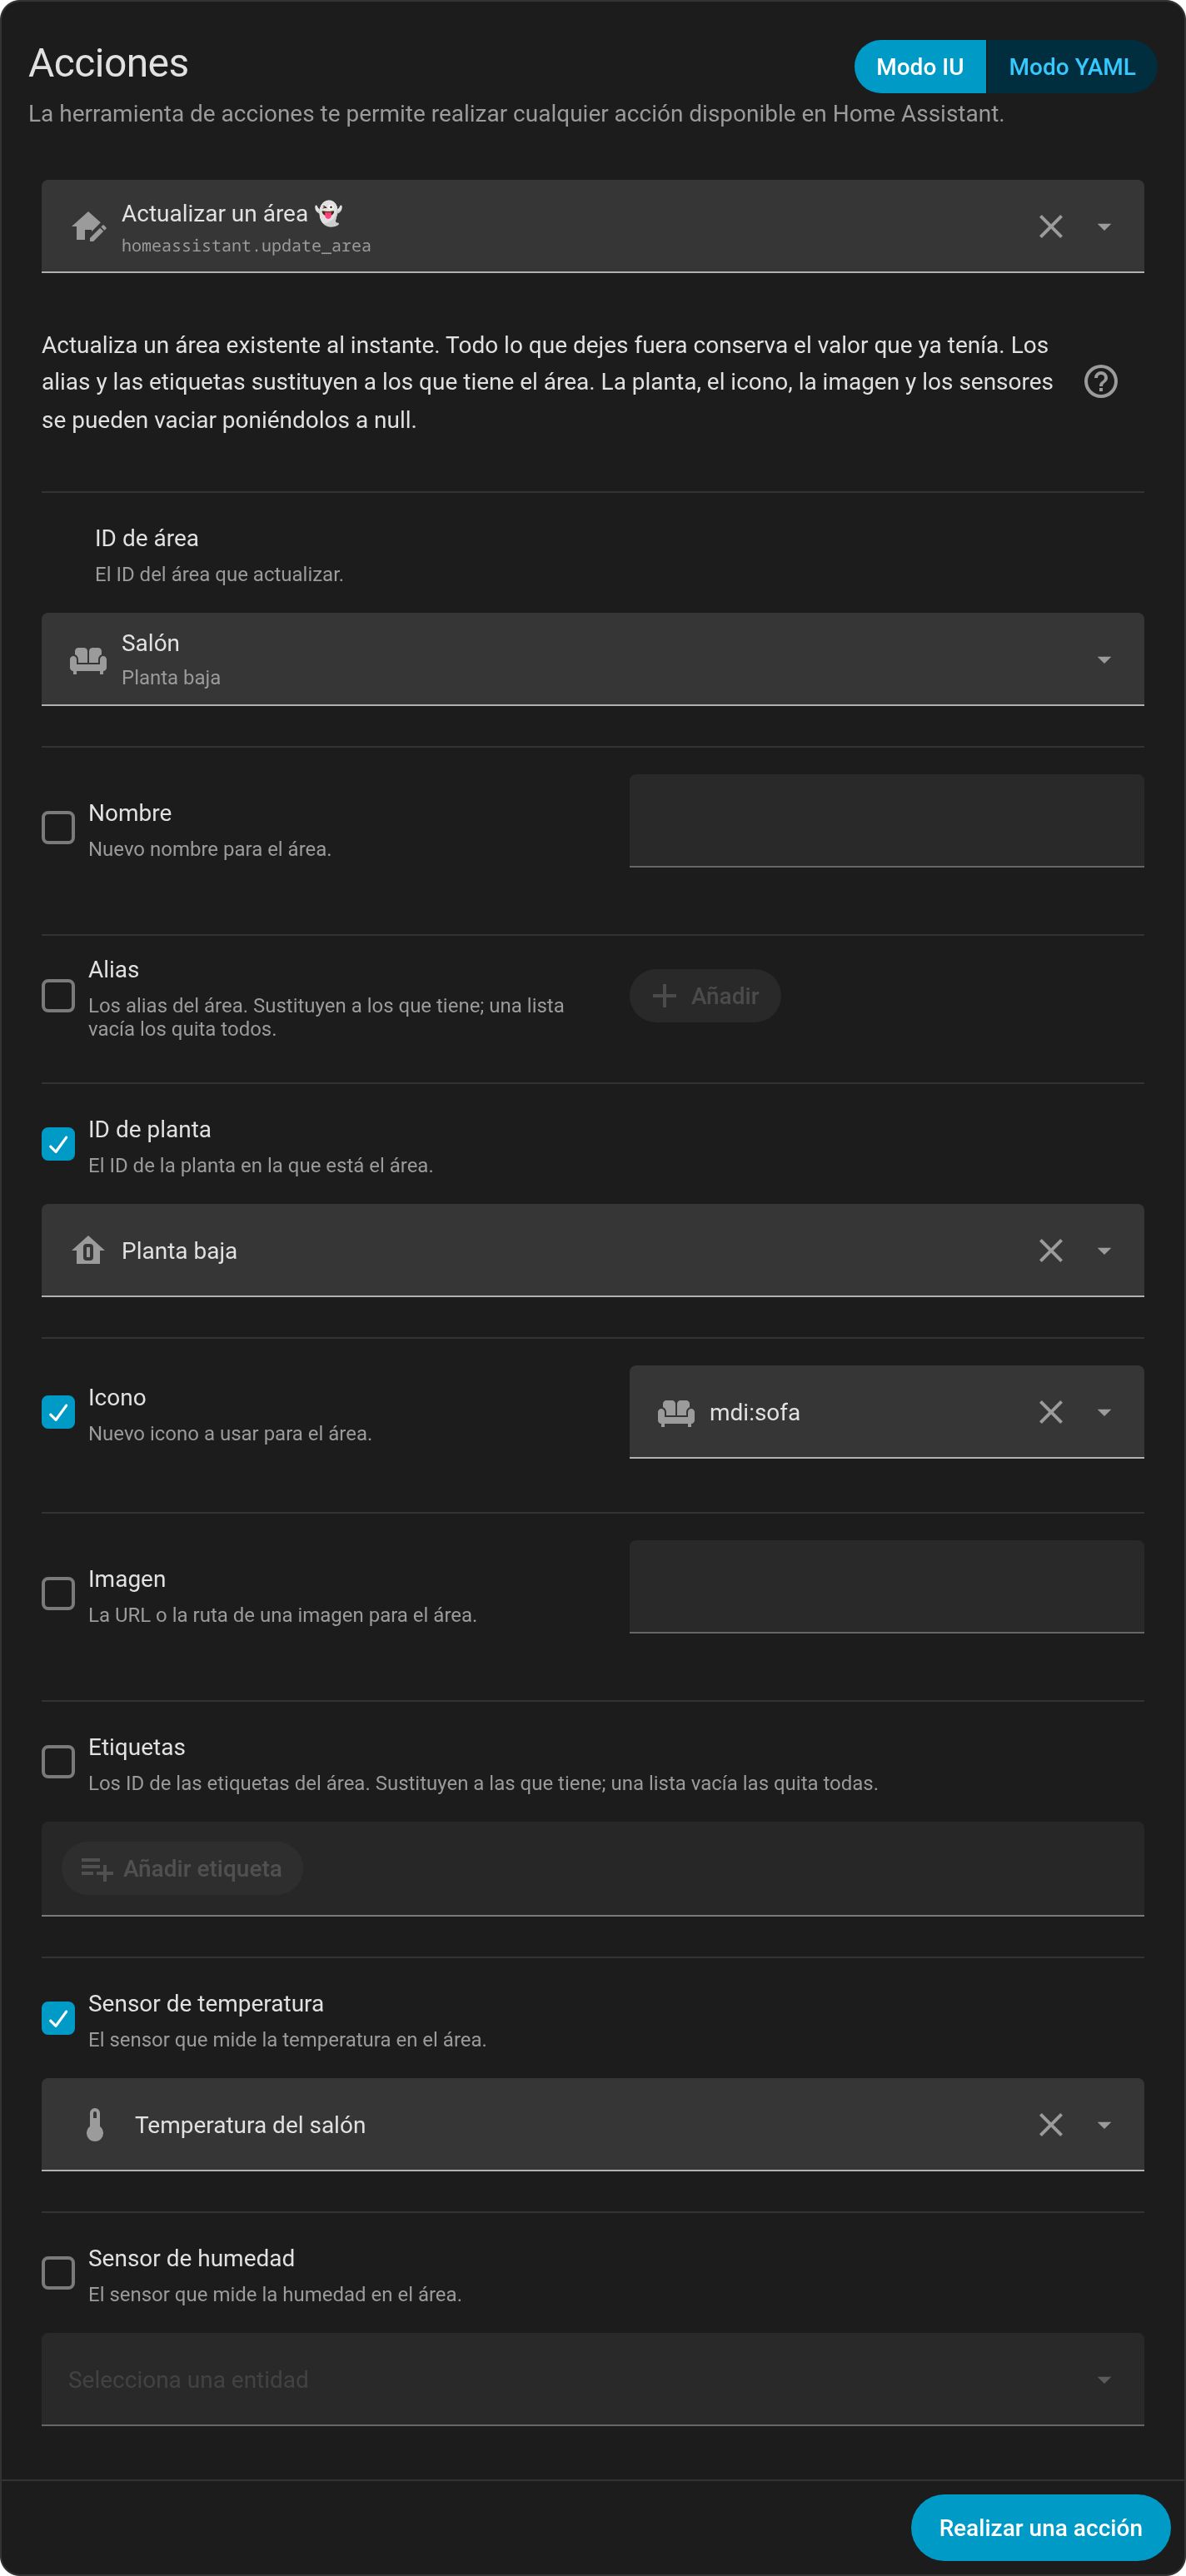 Acciones
Modo IU
Modo YAML
La herramienta de acciones te permite realizar cualquier acción disponible en Home Assistant.
Actualizar un área 👻
homeassistant.update_area
Actualiza un área existente al instante. Todo lo que dejes fuera conserva el valor que ya tenía. Los
alias y las etiquetas sustituyen a los que tiene el área. La planta, el icono, la imagen y los sensores
se pueden vaciar poniéndolos a null.
ID de área
El ID del área que actualizar.
Salón
Planta baja
Nombre
Nuevo nombre para el área.
Alias
Los alias del área. Sustituyen a los que tiene; una lista
vacía los quita todos.
Añadir
ID de planta
El ID de la planta en la que está el área.
Planta baja
Icono
Nuevo icono a usar para el área.
mdi:sofa
Imagen
La URL o la ruta de una imagen para el área.
Etiquetas
Los ID de las etiquetas del área. Sustituyen a las que tiene; una lista vacía las quita todas.
Añadir etiqueta
Sensor de temperatura
El sensor que mide la temperatura en el área.
Temperatura del salón
Sensor de humedad
El sensor que mide la humedad en el área.
Selecciona una entidad
Realizar una acción